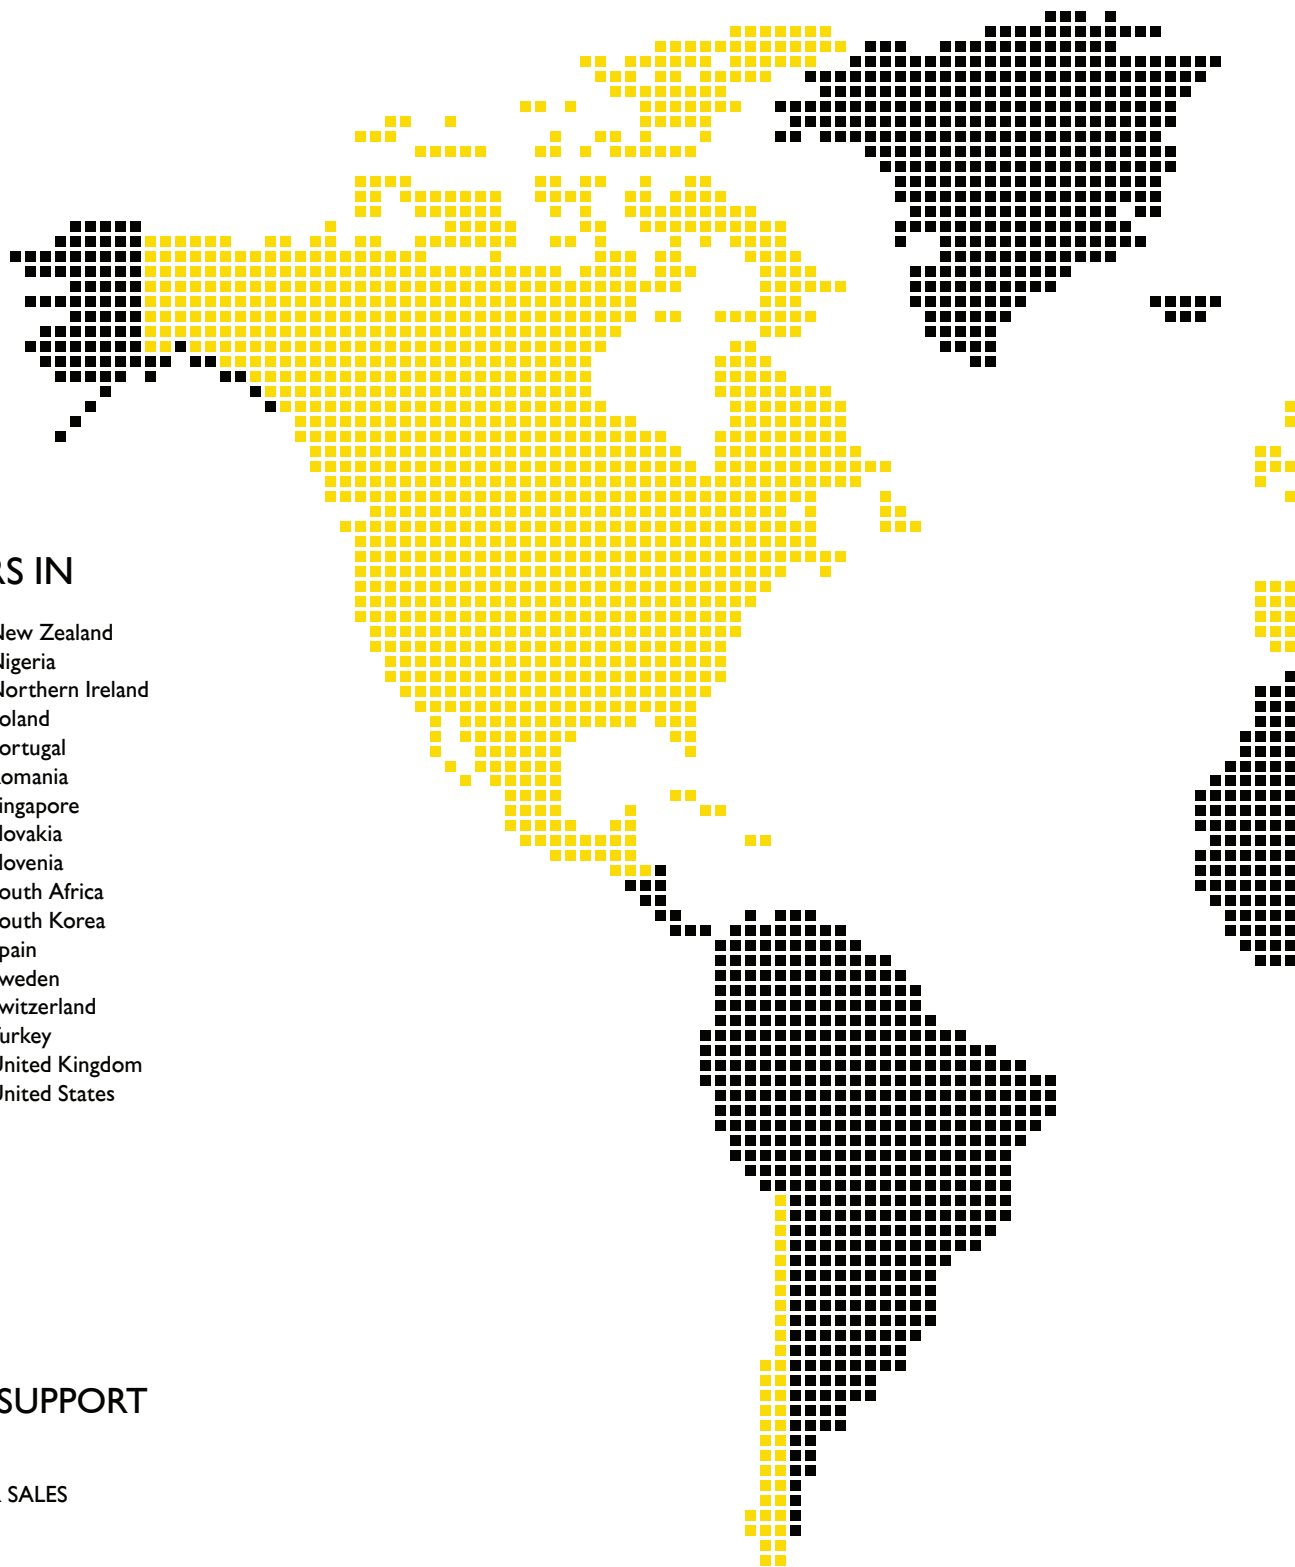 RS IN
New Zealand
Nigeria
Northern Ireland
oland
ortugal
omania
ingapore
lovakia
lovenia
outh Africa
outh Korea
pain
weden
witzerland
Turkey
United Kingdom
United States
SUPPORT
SALES